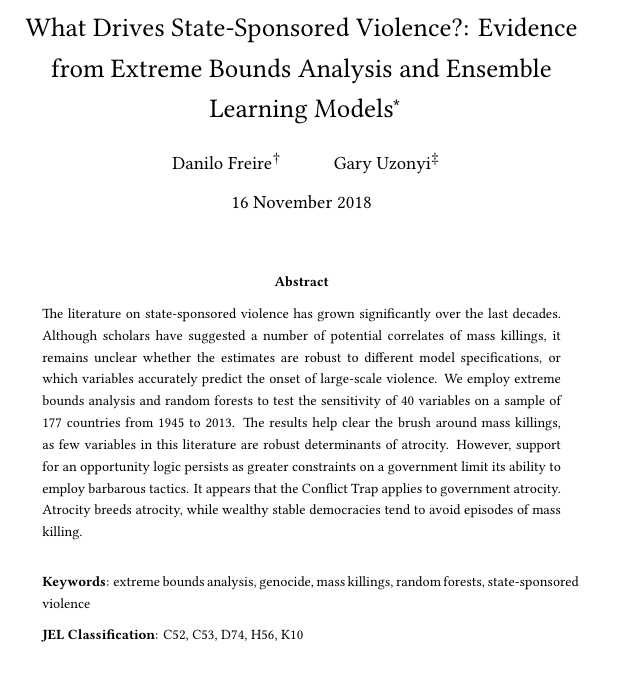 What Drives State-Sponsored Violence?: Evidence
from Extreme Bounds Analysis and Ensemble
Learning Models*
Danilo Freire† Gary Uzonyi‡
16 November 2018
Abstract
The literature on state-sponsored violence has grown significantly over the last decades.
Although scholars have suggested a number of potential correlates of mass killings, it
remains unclear whether the estimates are robust to different model specifications, or
which variables accurately predict the onset of large-scale violence. We employ extreme
bounds analysis and random forests to test the sensitivity of 40 variables on a sample of
177 countries from 1945 to 2013. The results help clear the brush around mass killings,
as few variables in this literature are robust determinants of atrocity. However, support
for an opportunity logic persists as greater constraints on a government limit its ability to
employ barbarous tactics. It appears that the Conflict Trap applies to government atrocity.
Atrocity breeds atrocity, while wealthy stable democracies tend to avoid episodes of mass
killing.
Keywords: extreme bounds analysis, genocide, mass killings, random forests, state-sponsored
violence
JEL Classification: C52, C53, D74, H56, K10